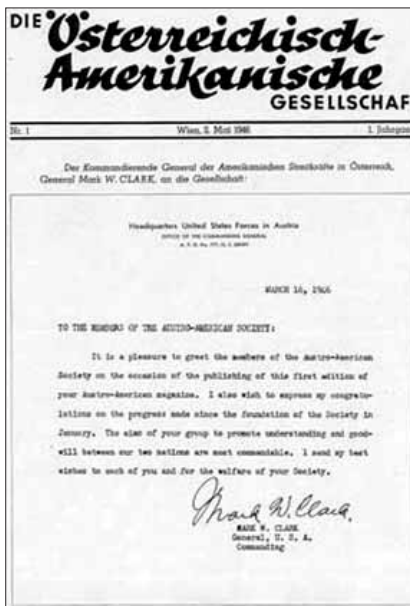 DIE Österreichisch-
Amerikanische
GESELLSCHAF
Nr. 1 Wien, 2. Mai 1946 1. Jahrgan
Der Kommandierende General der Amerikanischen Streitkräfte in Österreich,
General Mark W. CLARK, an die Gesellschaft:
Headquarters United States Forces in Austria
OFFICE OF THE COMMANDING GENERAL
MARCH 16, 1946
TO THE MEMBERS OF THE AUSTRO-AMERICAN SOCIETY:
It is a pleasure to greet the members of the Austro-American
Society on the occasion of the publishing of this first edition of
your Austro-American magazine. I also wish to express my congratu-
lations on the progress made since the foundation of the Society in
January. The aims of your group to promote understanding and good-
will between our two nations are most commendable. I send my best
wishes to each of you and for the welfare of your Society.
Mark W. Clark.
MARK W. CLARK
General, U. S. A.
Commanding